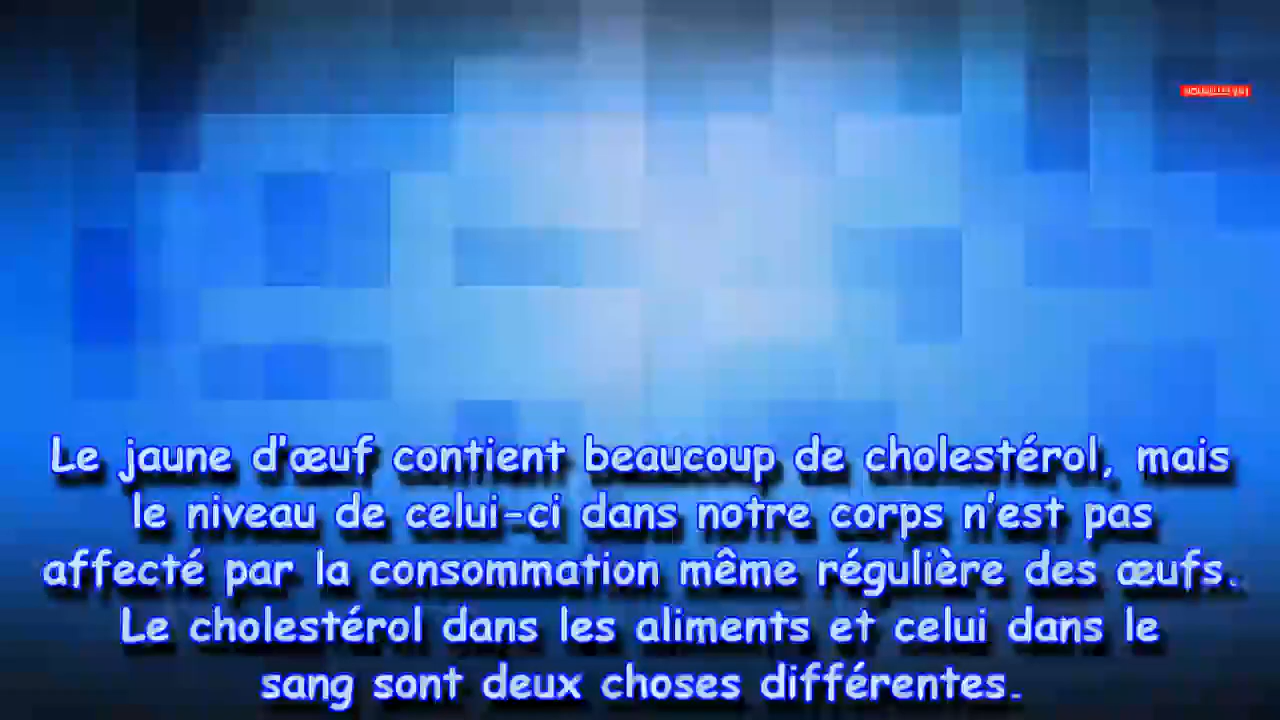 Le jaune d'œuf contient beaucoup de cholestérol, mais
le niveau de celui-ci dans notre corps n'est pas
affecté par la consommation même régulière des œufs.
Le cholestérol dans les aliments et celui dans le
sang sont deux choses différentes.